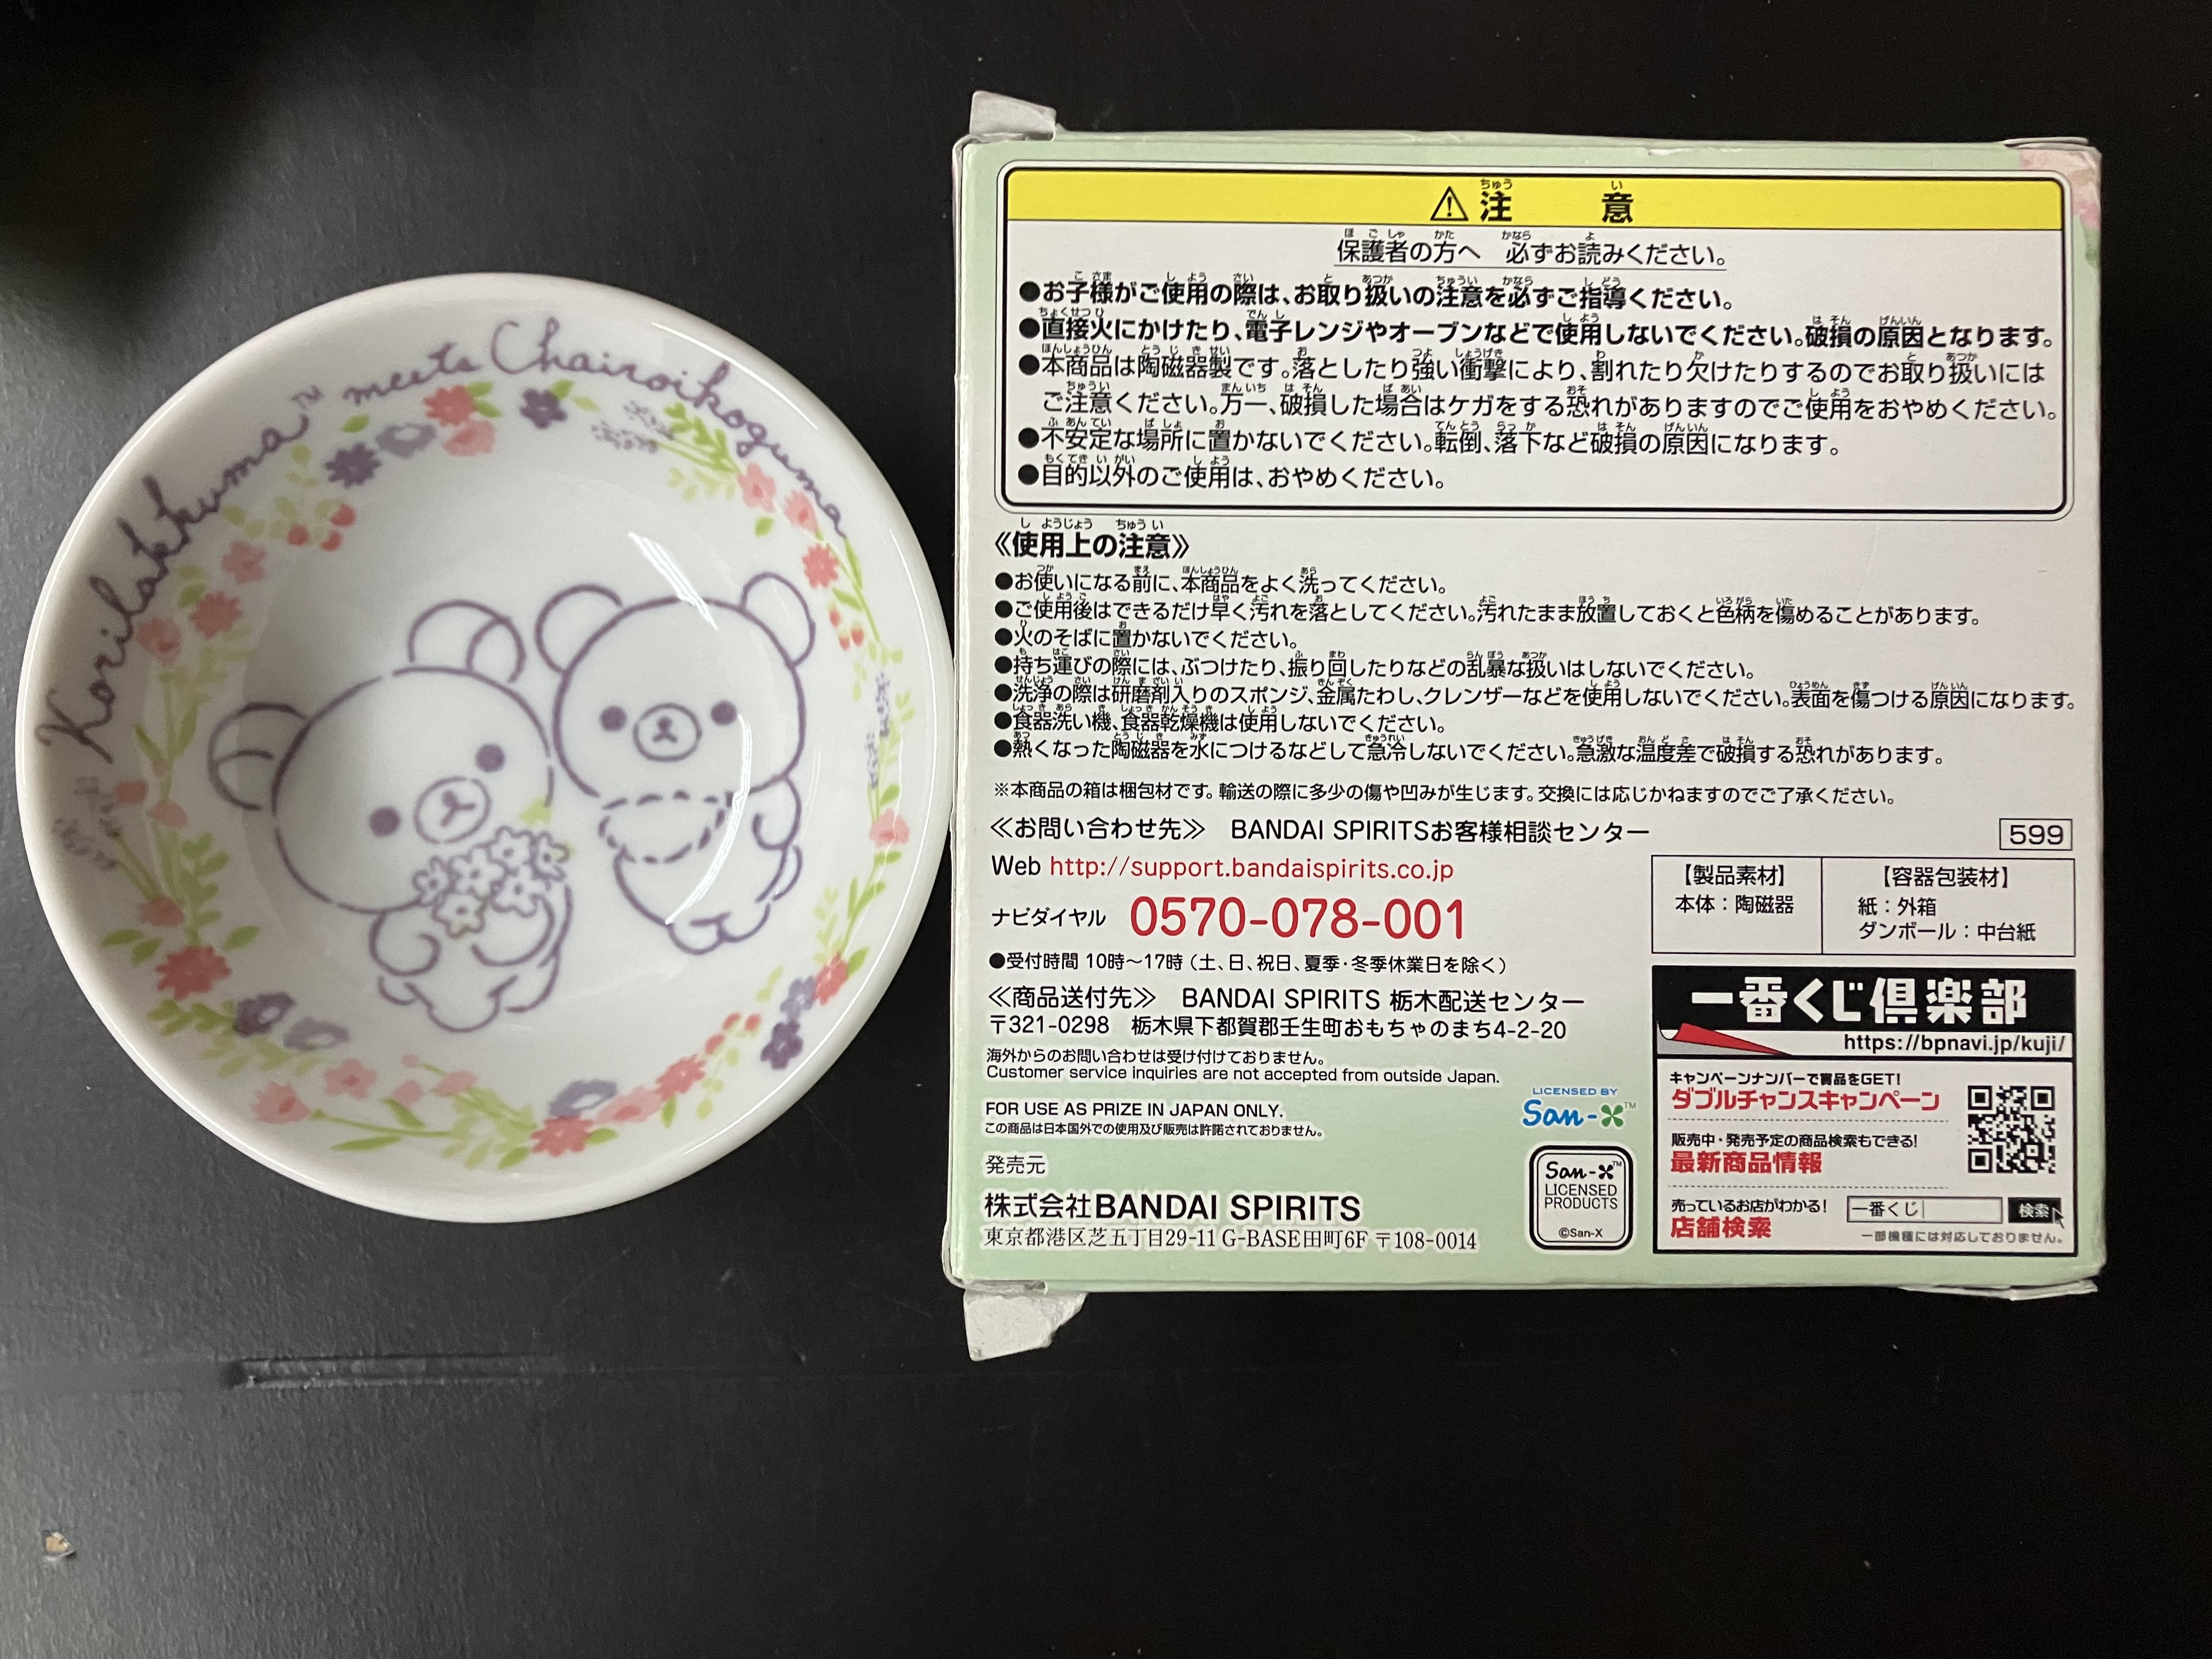 Korilakkuma™ meets Chairoikoguma
⚠ 注意
保護者の方へ 必ずお読みください。
●お子様がご使用の際は、お取り扱いの注意を必ずご指導ください。
●直接火にかけたり、電子レンジやオーブンなどで使用しないでください。破損の原因となります。
●本商品は陶磁器製です。落としたり強い衝撃により、割れたり欠けたりするのでお取り扱いには
ご注意ください。万一、破損した場合はケガをする恐れがありますのでご使用をおやめください。
●不安定な場所に置かないでください。転倒、落下など破損の原因になります。
●目的以外のご使用は、おやめください。
《使用上の注意》
●お使いになる前に、本商品をよく洗ってください。
●ご使用後はできるだけ早く汚れを落としてください。汚れたまま放置しておくと色柄を傷めることがあります。
●火のそばに置かないでください。
●持ち運びの際には、ぶつけたり、振り回したりなどの乱暴な扱いはしないでください。
●洗浄の際は研磨剤入りのスポンジ、金属たわし、クレンザーなどを使用しないでください。表面を傷つける原因になります。
●食器洗い機、食器乾燥機は使用しないでください。
●熱くなった陶磁器を水につけるなどして急冷しないでください。急激な温度差で破損する恐れがあります。
※本商品の箱は梱包材です。輸送の際に多少の傷や凹みが生じます。交換には応じかねますのでご了承ください。
≪お問い合わせ先≫ BANDAI SPIRITSお客様相談センター
599
Web http://support.bandaispirits.co.jp
ナビダイヤル 0570-078-001
●受付時間 10時～17時（土、日、祝日、夏季・冬季休業日を除く）
≪商品送付先≫ BANDAI SPIRITS 栃木配送センター
〒321-0298 栃木県下都賀郡壬生町おもちゃのまち4-2-20
海外からのお問い合わせは受け付けておりません。
Customer service inquiries are not accepted from outside Japan.
FOR USE AS PRIZE IN JAPAN ONLY.
この商品は日本国外での使用及び販売は許諾されておりません。
発売元
株式会社BANDAI SPIRITS
東京都港区芝五丁目29-11 G-BASE田町6F 〒108-0014
LICENSED BY
San-X™
San-X™
LICENSED
PRODUCTS
©San-X
【製品素材】
本体：陶磁器
【容器包装材】
紙：外箱
ダンボール：中台紙
一番くじ倶楽部
https://bpnavi.jp/kuji/
キャンペーンナンバーで賞品をGET!
ダブルチャンスキャンペーン
販売中・発売予定の商品検索もできる!
最新商品情報
売っているお店がわかる!
店舗検索
一番くじ 検索
一部機種には対応しておりません。